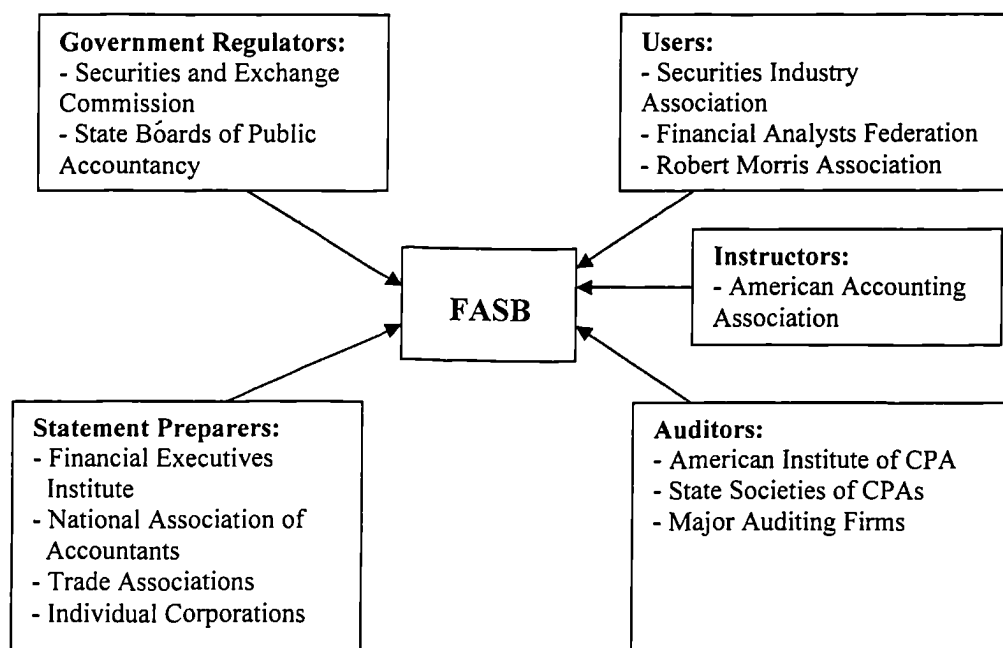 Government Regulators:
- Securities and Exchange
Commission
- State Bóards of Public
Accountancy
Users:
- Securities Industry
Association
- Financial Analysts Federation
- Robert Morris Association
FASB
Instructors:
- American Accounting
Association
Statement Preparers:
- Financial Executives
Institute
- National Association of
Accountants
- Trade Associations
- Individual Corporations
Auditors:
- American Institute of CPA
- State Societies of CPAs
- Major Auditing Firms